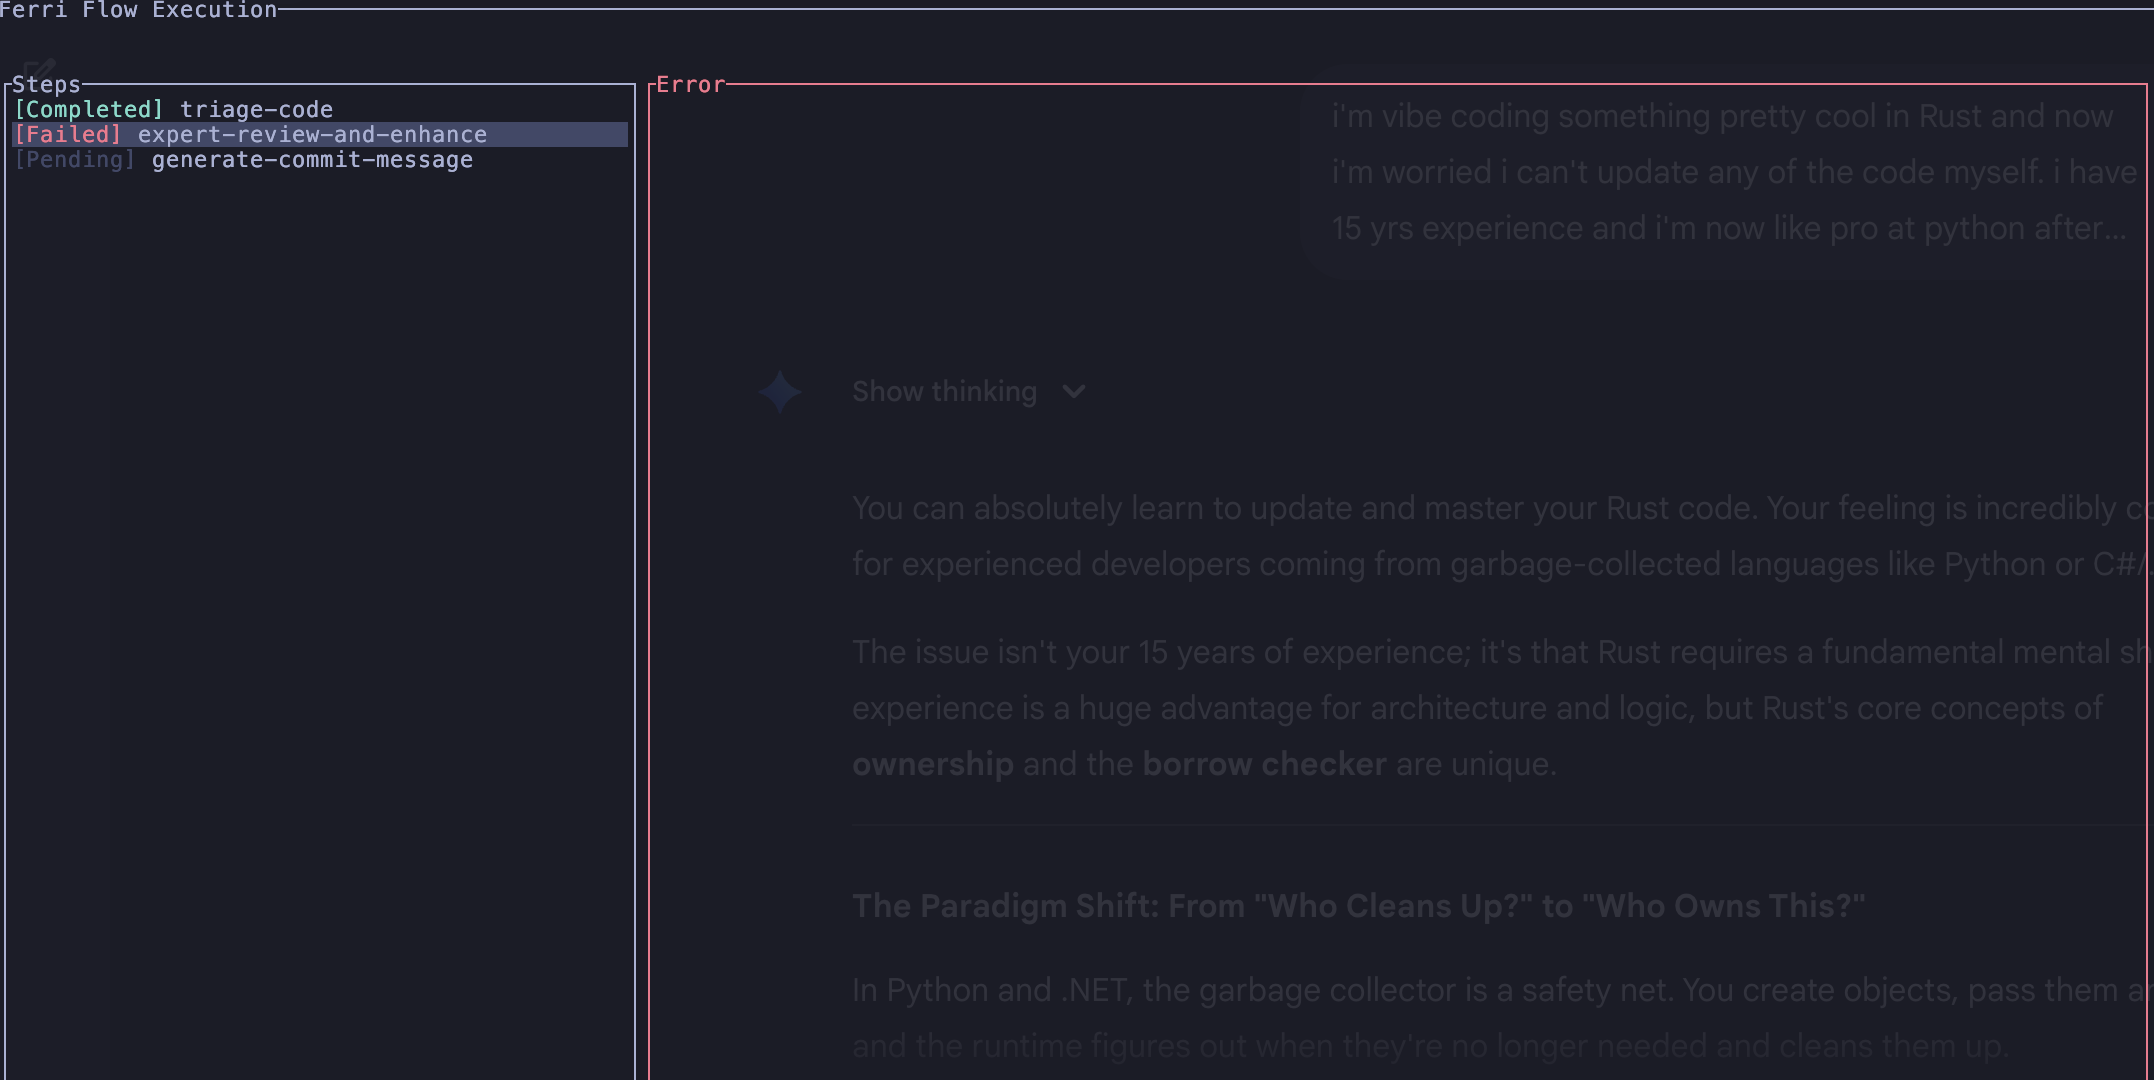 Ferri Flow Execution
Steps
[Completed] triage-code
[Failed] expert-review-and-enhance
[Pending] generate-commit-message
Error
i'm vibe coding something pretty cool in Rust and now
i'm worried i can't update any of the code myself. i have
15 yrs experience and i'm now like pro at python after...
Show thinking
You can absolutely learn to update and master your Rust code. Your feeling is incredibly
for experienced developers coming from garbage-collected languages like Python or C#/.
The issue isn't your 15 years of experience; it's that Rust requires a fundamental mental
experience is a huge advantage for architecture and logic, but Rust's core concepts of
ownership and the borrow checker are unique.
The Paradigm Shift: From "Who Cleans Up?" to "Who Owns This?"
In Python and .NET, the garbage collector is a safety net. You create objects, pass them
and the runtime figures out when they're no longer needed and cleans them up.